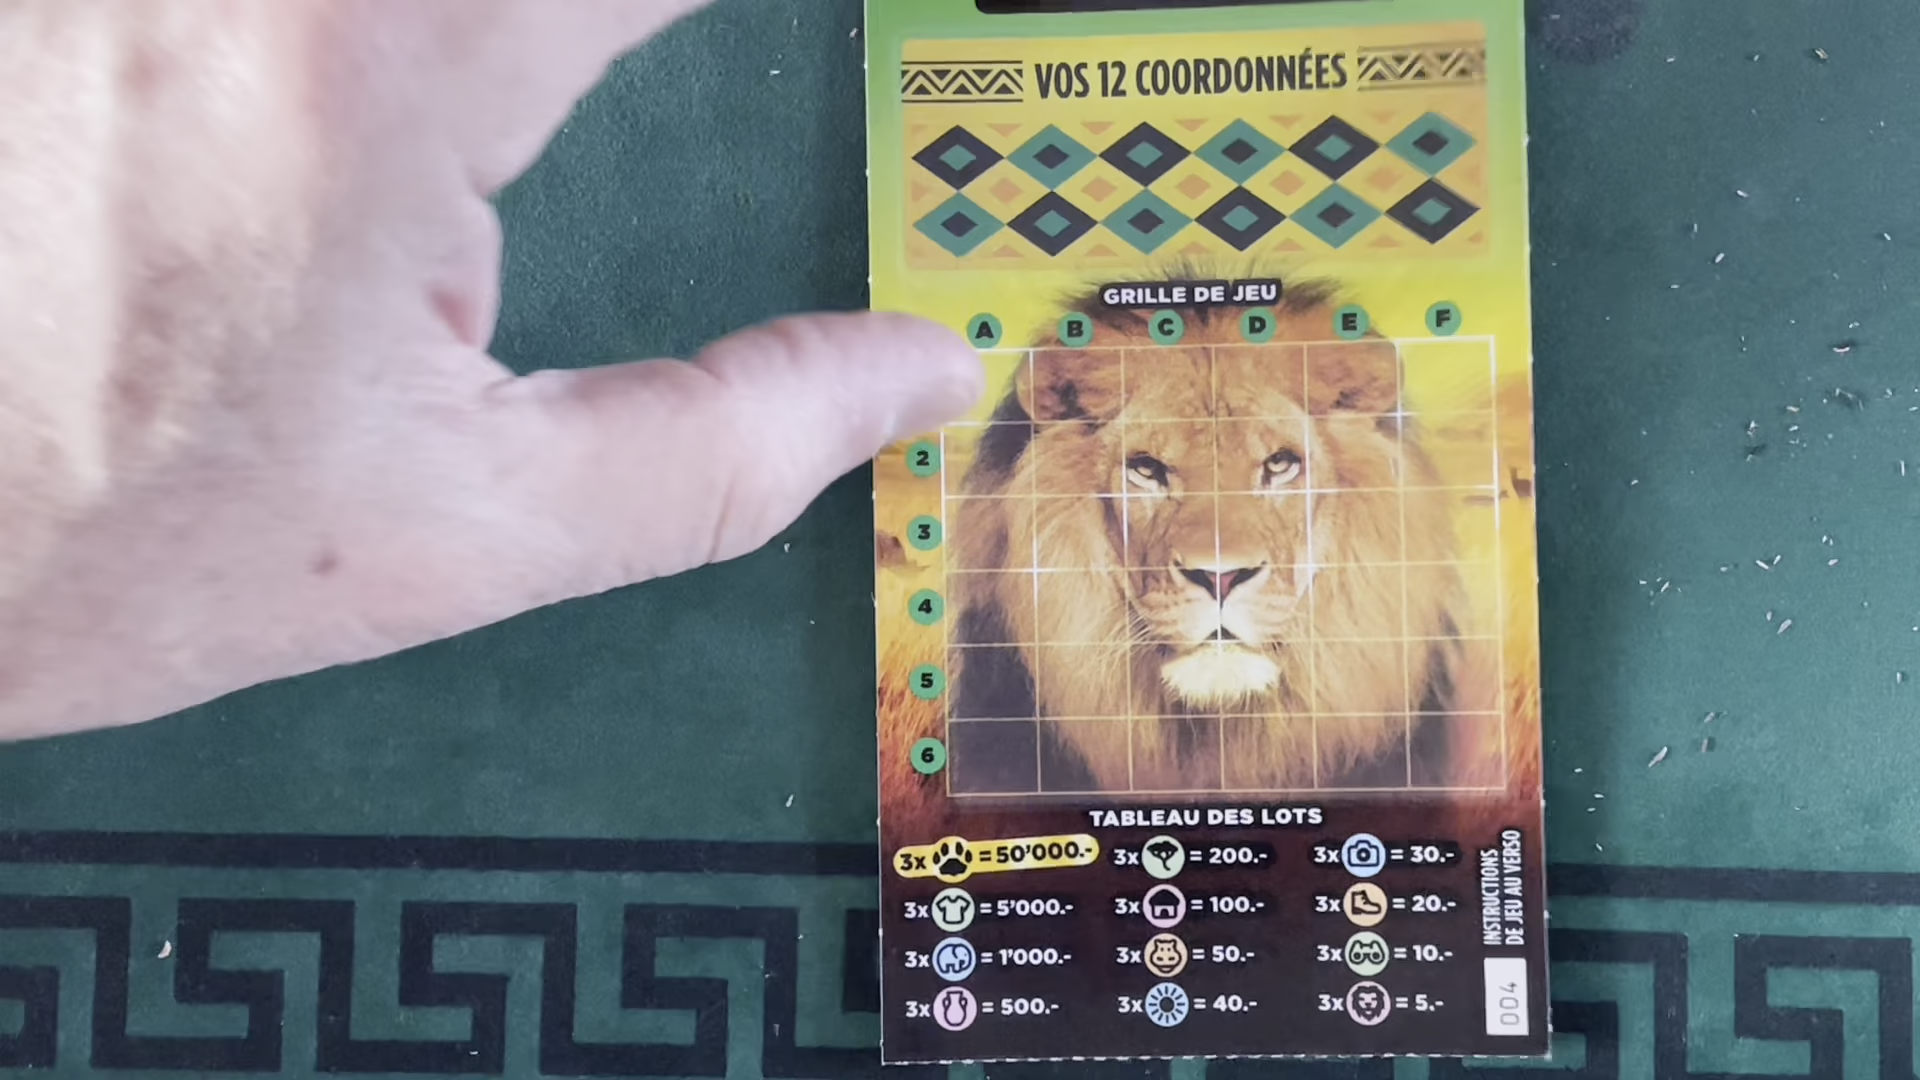 VOS 12 COORDONNÉES
GRILLE DE JEU
A B C D E F
2
3
4
5
6
TABLEAU DES LOTS
3x = 50'000.- 3x = 200.- 3x = 30.-
3x = 5'000.- 3x = 100.- 3x = 20.-
3x = 1'000.- 3x = 50.- 3x = 10.-
3x = 500.- 3x = 40.- 3x = 5.-
INSTRUCTIONS
DE JEU AU VERSO
004